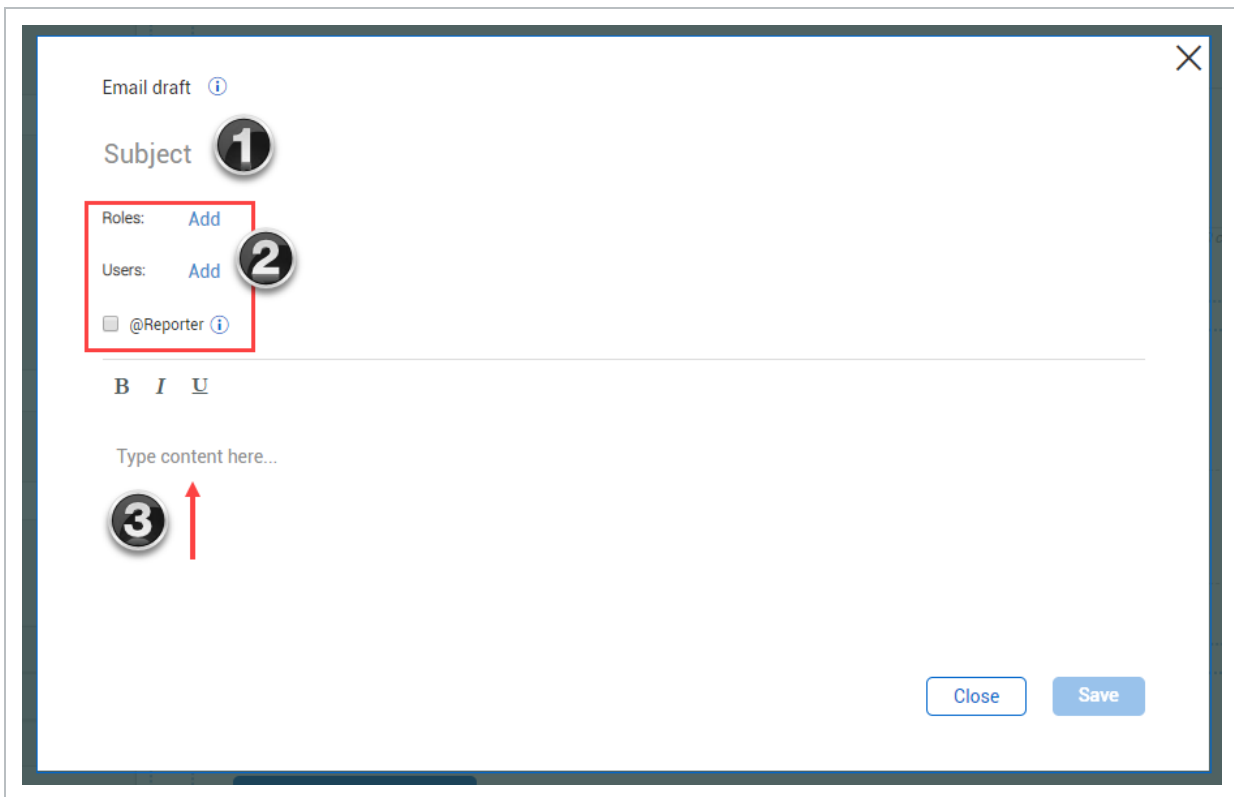 Email draft
Subject 1
Roles: Add
2
Users: Add
@Reporter
B I U
Type content here...
3
Close Save